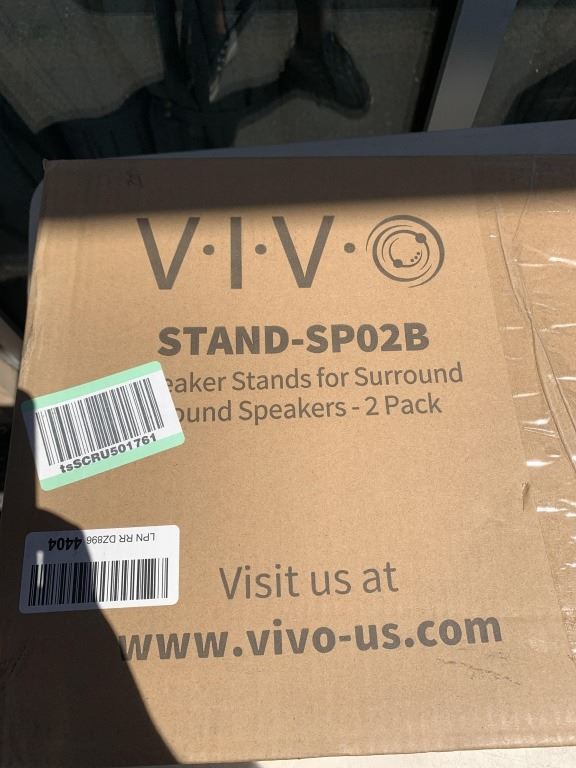 V·I·V·O
STAND-SP02B
eaker Stands for Surround
ound Speakers - 2 Pack
tsSCRU501761
LPN RR DZ896 4404
Visit us at
www.vivo-us.com